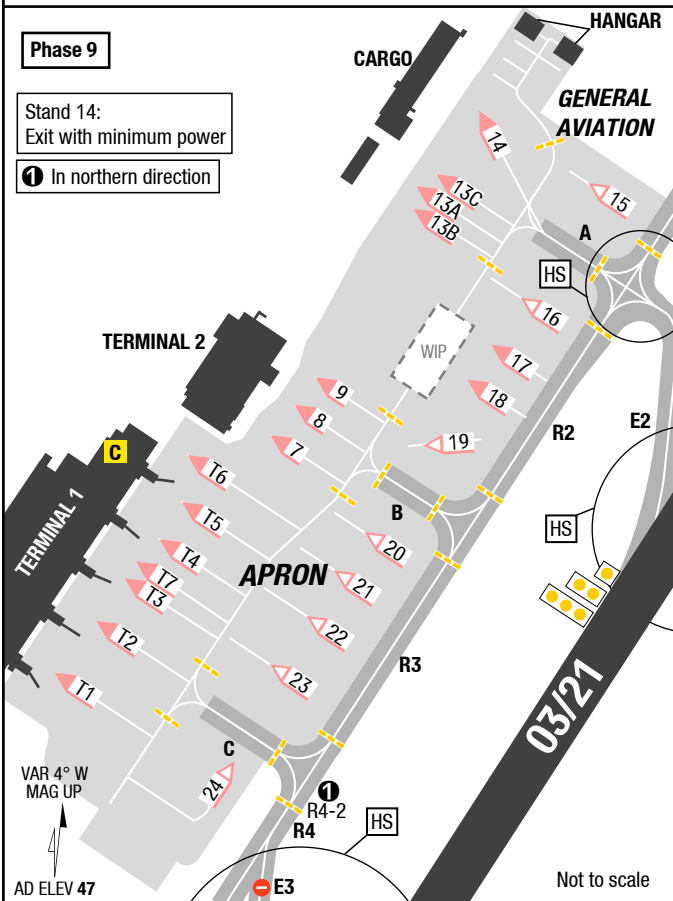 HANGAR
Phase 9
CARGO
Stand 14:
Exit with minimum power
1 In northern direction
GENERAL
AVIATION
14
15
13C
13A
13B
A
HS
16
TERMINAL 2
WIP
17
9
18
8
R2
E2
19
7
C
T6
B
HS
TERMINAL 1
T5
20
T4
APRON
21
T7
T3
22
T2
R3
23
T1
03/21
C
24
VAR 4° W
MAG UP
1
R4-2
R4
HS
AD ELEV 47
E3
Not to scale